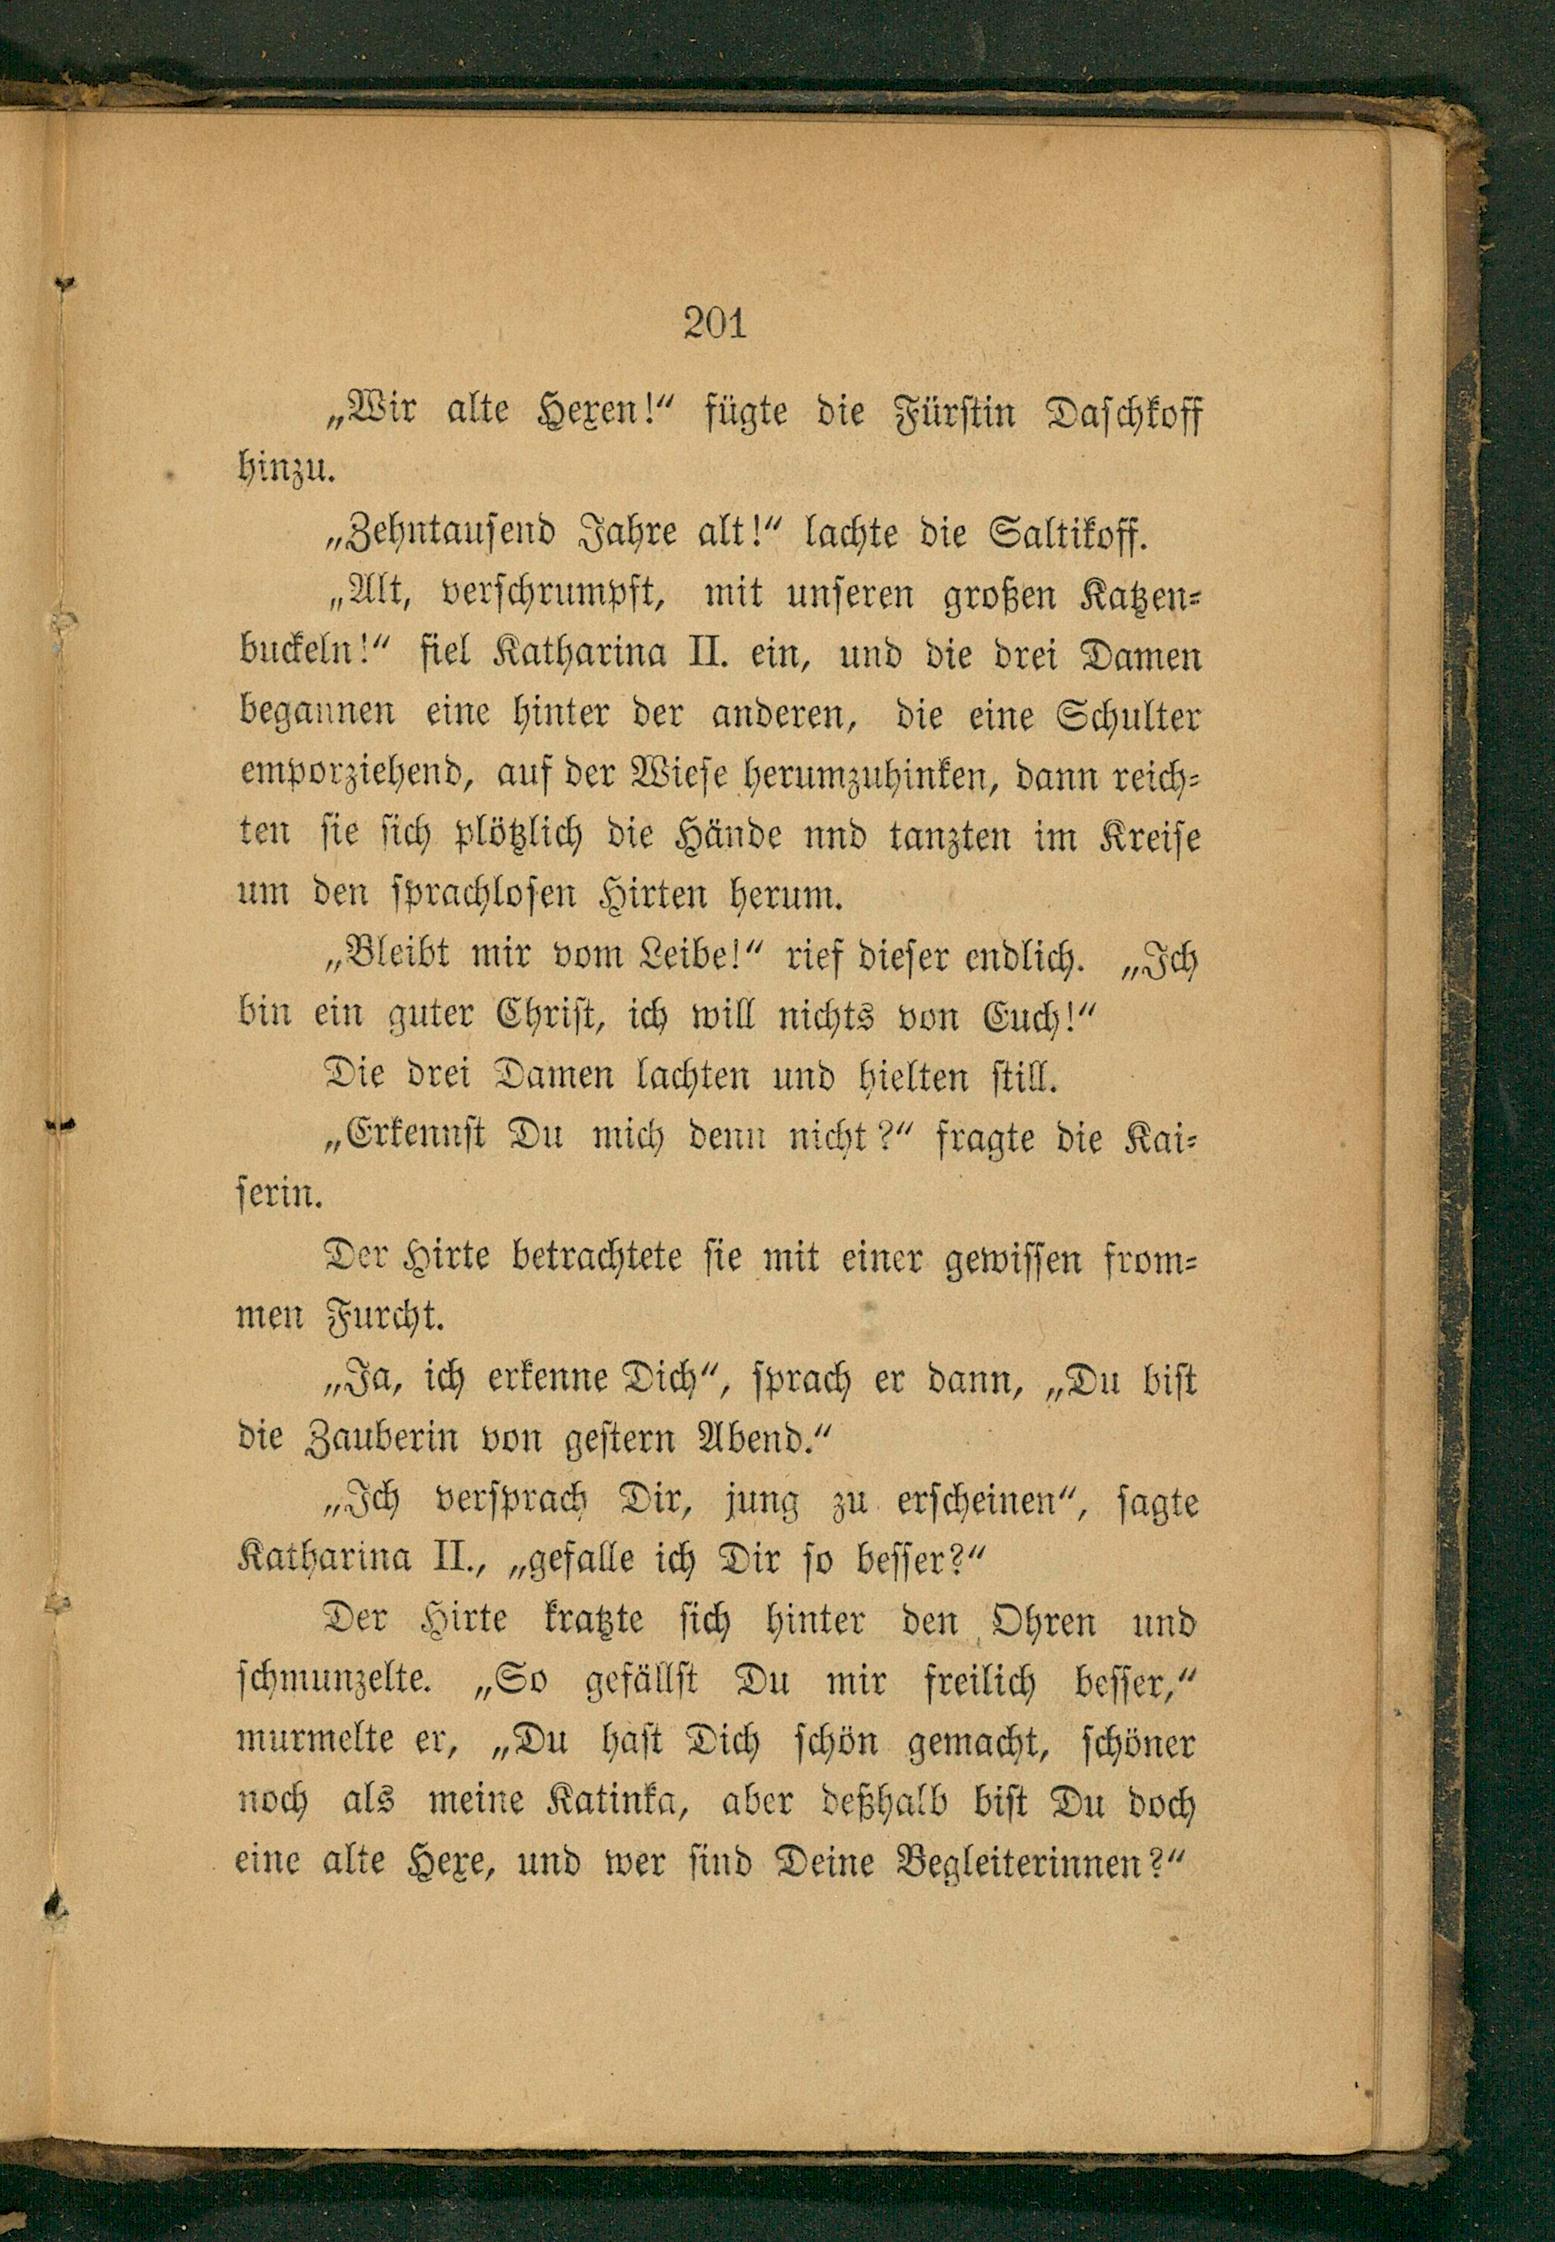 201
„Wir alte Hexen!“ fügte die Fürstin Daschkoff
hinzu.
„Zehntausend Jahre alt!“ lachte die Saltikoff.
„Alt, verschrumpft, mit unseren großen Katzen-
buckeln!“ fiel Katharina II. ein, und die drei Damen
begannen eine hinter der anderen, die eine Schulter
emporziehend, auf der Wiese herumzuhinken, dann reich-
ten sie sich plötzlich die Hände nnd tanzten im Kreise
um den sprachlosen Hirten herum.
„Bleibt mir vom Leibe!“ rief dieser endlich. „Ich
bin ein guter Christ, ich will nichts von Euch!“
Die drei Damen lachten und hielten still.
„Erkennst Du mich denn nicht?“ fragte die Kai-
serin.
Der Hirte betrachtete sie mit einer gewissen from-
men Furcht.
„Ja, ich erkenne Dich“, sprach er dann, „Du bist
die Zauberin von gestern Abend.“
„Ich versprach Dir, jung zu erscheinen“, sagte
Katharina II., „gefalle ich Dir so besser?“
Der Hirte kratzte sich hinter den Ohren und
schmunzelte. „So gefällst Du mir freilich besser,“
murmelte er, „Du hast Dich schön gemacht, schöner
noch als meine Katinka, aber deßhalb bist Du doch
eine alte Hexe, und wer sind Deine Begleiterinnen?“